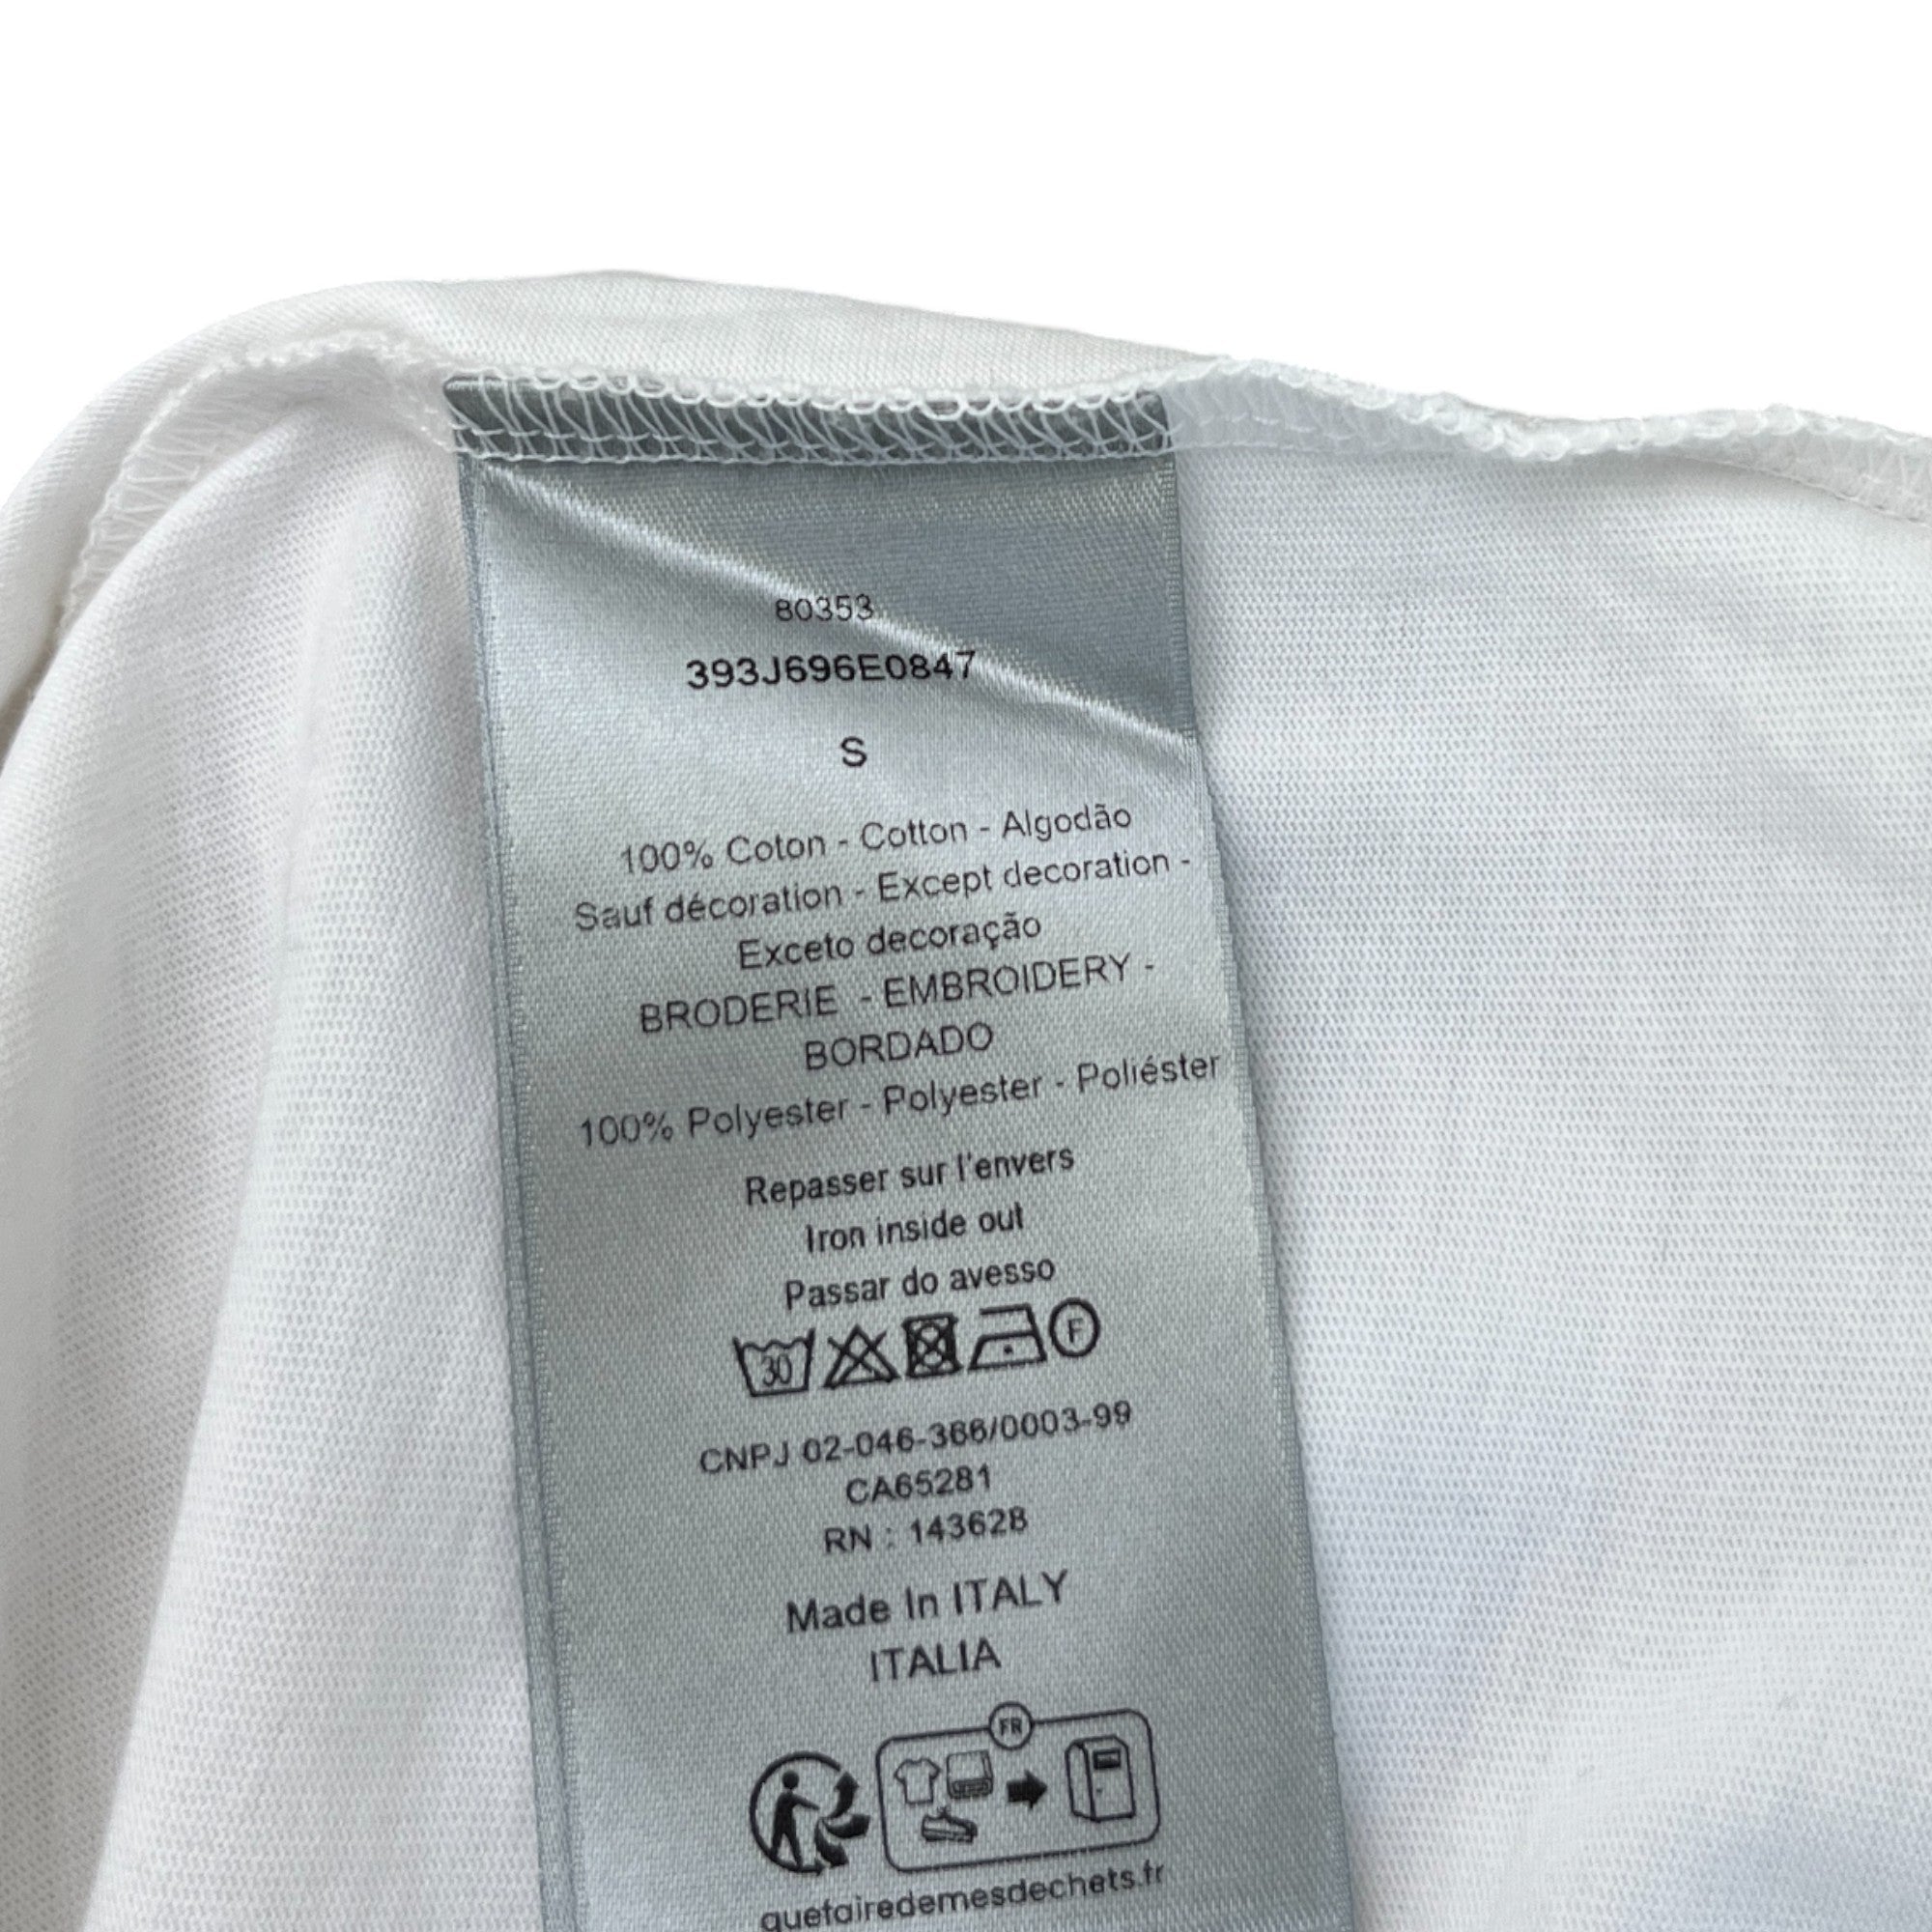 80353
393J696E0847
S
100% Coton - Cotton - Algodão
Sauf décoration - Except decoration -
Exceto decoração
BRODERIE - EMBROIDERY -
BORDADO
100% Polyester - Polyester - Poliéster
Repasser sur l'envers
Iron inside out
Passar do avesso
30 F
CNPJ 02-046-366/0003-99
CA65281
RN : 143628
Made In ITALY
ITALIA
FR
quefairedemesdechets.fr